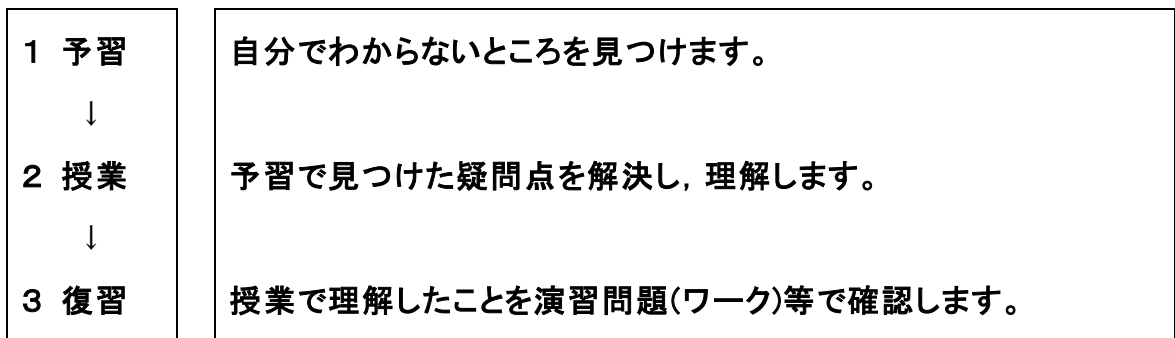 1 予習 自分でわからないところを見つけます。
↓
2 授業 予習で見つけた疑問点を解決し，理解します。
↓
3 復習 授業で理解したことを演習問題(ワーク)等で確認します。